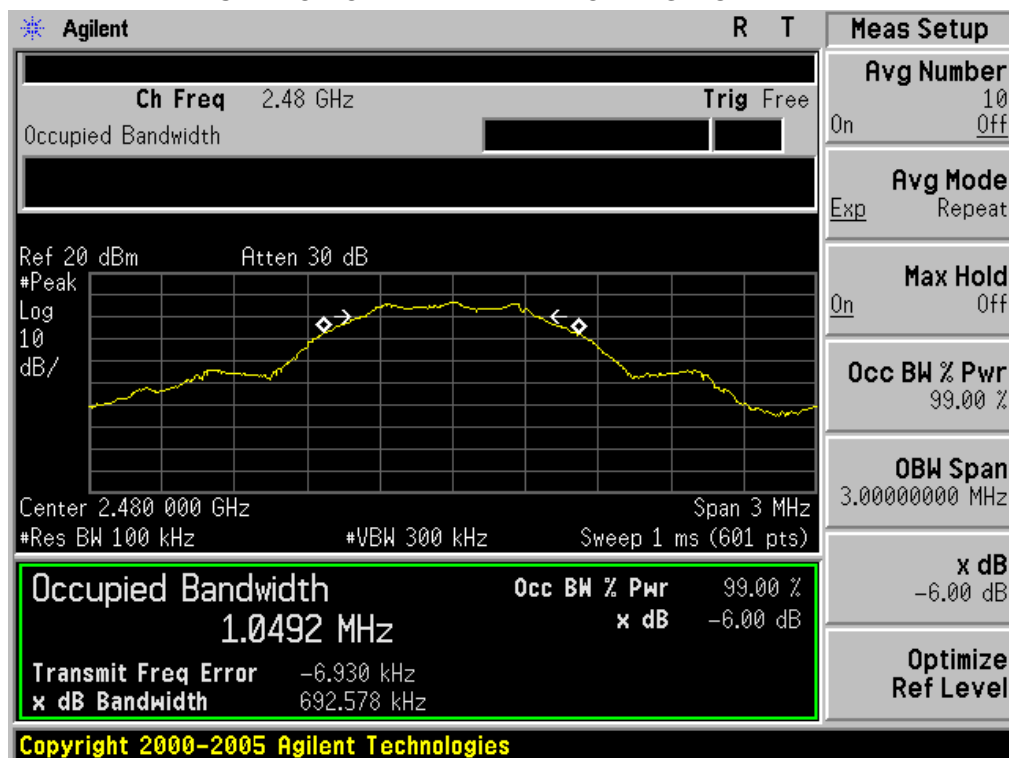 Agilent R T
Ch Freq 2.48 GHz Trig Free
Occupied Bandwidth
Ref 20 dBm Atten 30 dB
#Peak
Log
10
dB/
Center 2.480 000 GHz Span 3 MHz
#Res BW 100 kHz #VBW 300 kHz Sweep 1 ms (601 pts)
Occupied Bandwidth Occ BW % Pwr 99.00 %
1.0492 MHz x dB -6.00 dB
Transmit Freq Error -6.930 kHz
x dB Bandwidth 692.578 kHz
Copyright 2000-2005 Agilent Technologies
Meas Setup
Avg Number
10
On Off
Avg Mode
Exp Repeat
Max Hold
On Off
Occ BW % Pwr
99.00 %
OBW Span
3.00000000 MHz
x dB
-6.00 dB
Optimize
Ref Level